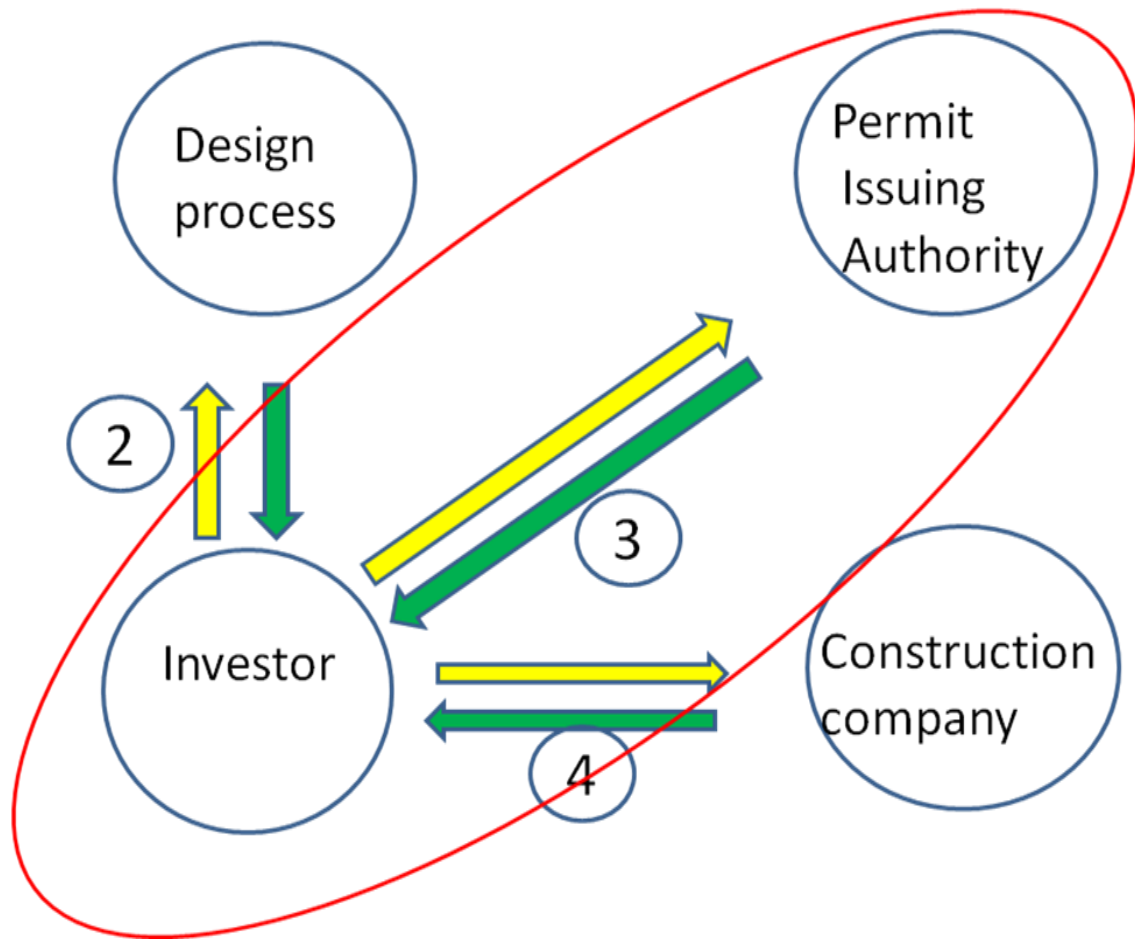 Design
process
Permit
Issuing
Authority
2
3
Investor
Construction
company
4